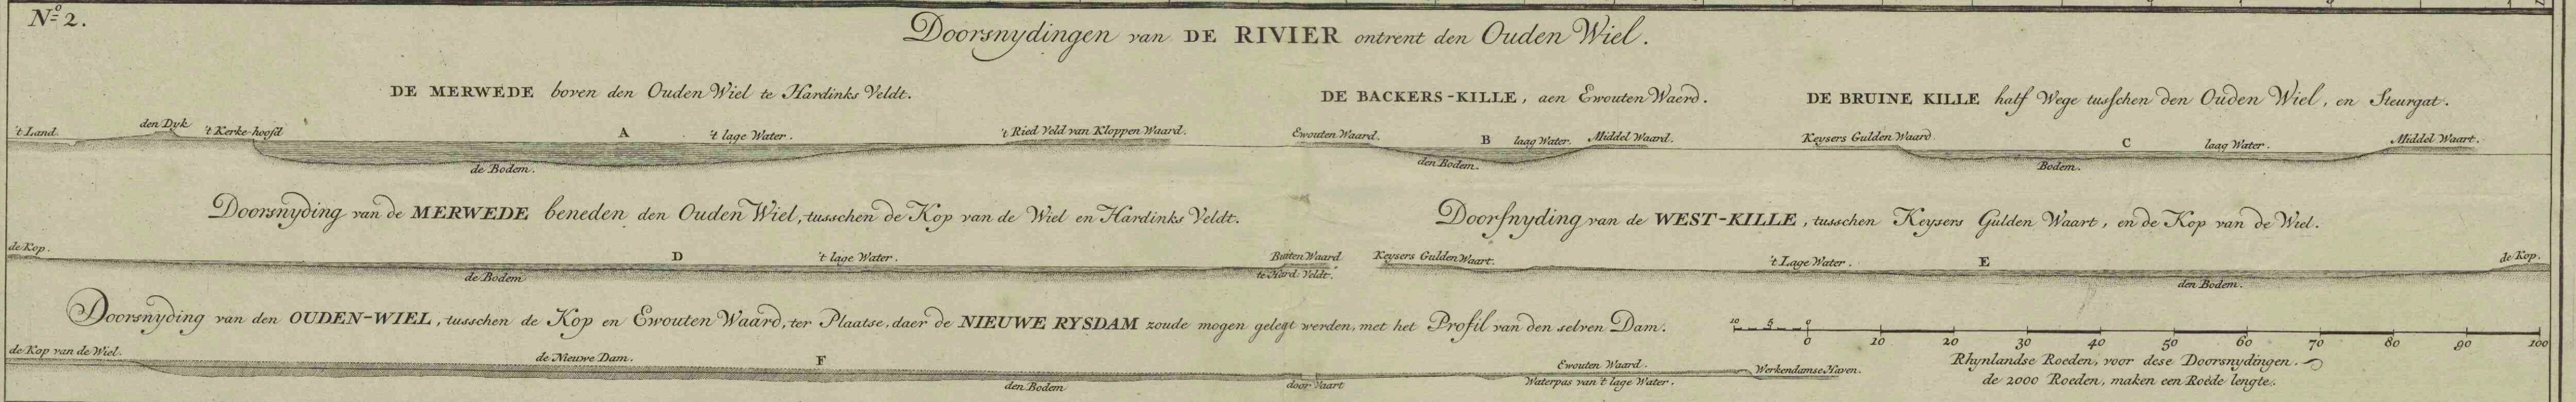 No. 2.
Doorsnydingen van DE RIVIER ontrent den Ouden Wiel.
DE MERWEDE boven den Ouden Wiel te Hardinks Veldt.
DE BACKERS-KILLE, aen Ewouten Waerd.
DE BRUINE KILLE half Wege tusschen den Ouden Wiel, en Steurgat.
't Land. den Dyk 't Kerke-hoofd A 't lage Water. 't Ried Veld van Kloppen Waard.
de Bodem.
Ewouten Waard. B laag Water. Middel Waard.
den Bodem.
Keysers Gulden Waard C laag Water. Middel Waart.
Bodem.
Doorsnyding van de MERWEDE beneden den Ouden Wiel, tusschen de Kop van de Wiel en Hardinks Veldt.
Doorsnyding van de WEST-KILLE, tusschen Keysers Gulden Waart, en de Kop van de Wiel.
de Kop. D 't lage Water. Buiten Waard
de Bodem te Hard. Veldt.
Keysers Gulden Waart. 't Lage Water. E de Kop.
den Bodem.
Doorsnyding van den OUDEN-WIEL, tusschen de Kop en Ewouten Waard, ter Plaatse, daer de NIEUWE RYSDAM zoude mogen gelegt werden, met het Profil van den selven Dam.
de Kop van de Wiel. de Nieuwe Dam. F Ewouten Waard. Werkendamse Haven.
den Bodem door Vaart Waterpas van 't lage Water.
10 5 0
0 10 20 30 40 50 60 70 80 90 100
Rhynlandse Roeden, voor dese Doorsnydingen.
de 2000 Roeden, maken een Roede lengte.